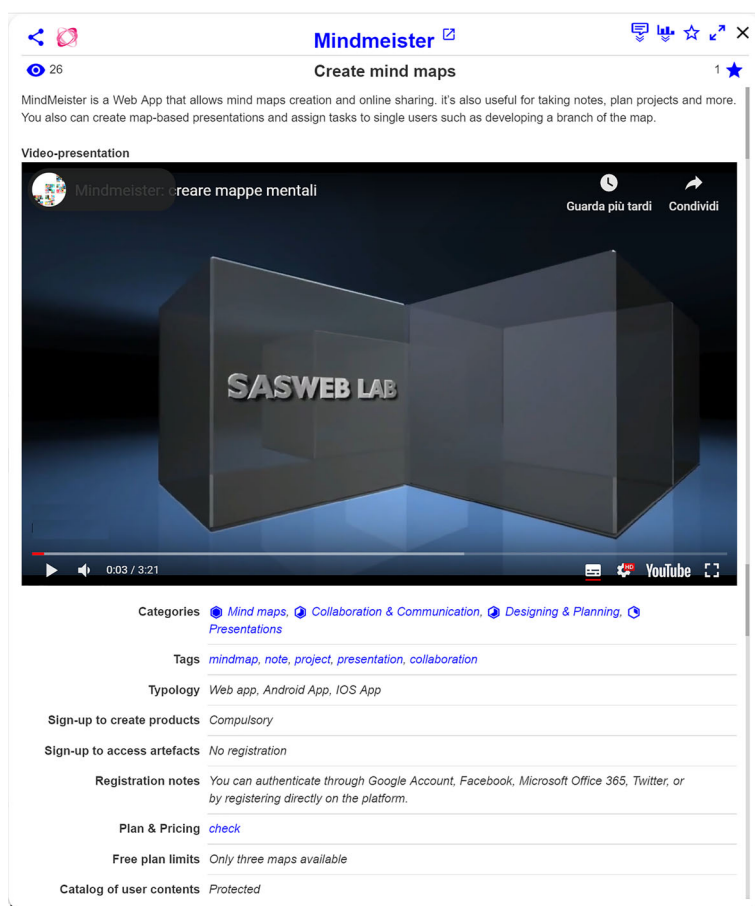 Mindmeister
26
Create mind maps
1
MindMeister is a Web App that allows mind maps creation and online sharing. it's also useful for taking notes, plan projects and more.
You also can create map-based presentations and assign tasks to single users such as developing a branch of the map.
Video-presentation
Mindmeister: creare mappe mentali
Guarda più tardi
Condividi
SASWEB LAB
0:03 / 3:21
HD
YouTube
Categories Mind maps, Collaboration & Communication, Designing & Planning,
Presentations
Tags mindmap, note, project, presentation, collaboration
Typology Web app, Android App, IOS App
Sign-up to create products Compulsory
Sign-up to access artefacts No registration
Registration notes You can authenticate through Google Account, Facebook, Microsoft Office 365, Twitter, or
by registering directly on the platform.
Plan & Pricing check
Free plan limits Only three maps available
Catalog of user contents Protected